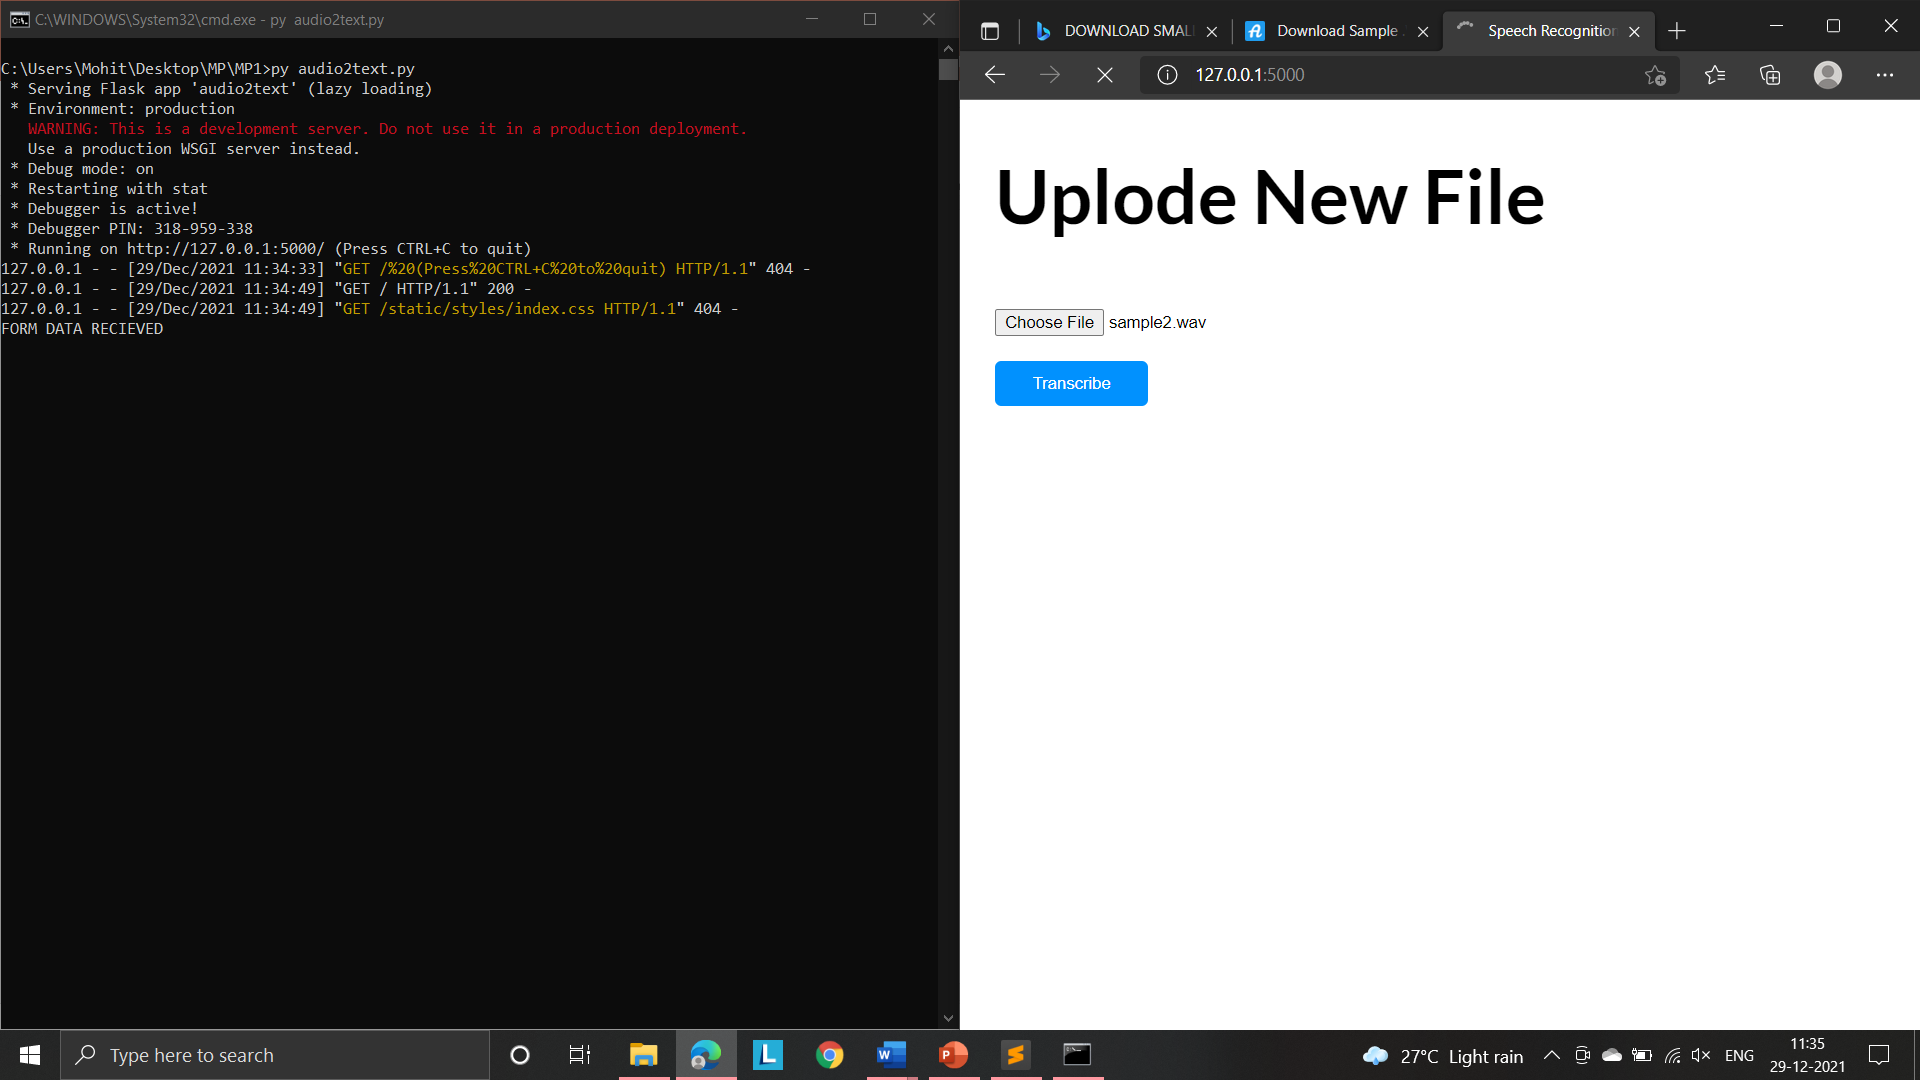 C:\WINDOWS\System32\cmd.exe - py  audio2text.py
C:\Users\Mohit\Desktop\MP\MP1>py audio2text.py
 * Serving Flask app 'audio2text' (lazy loading)
 * Environment: production
   WARNING: This is a development server. Do not use it in a production deployment.
   Use a production WSGI server instead.
 * Debug mode: on
 * Restarting with stat
 * Debugger is active!
 * Debugger PIN: 318-959-338
 * Running on http://127.0.0.1:5000/ (Press CTRL+C to quit)
127.0.0.1 - - [29/Dec/2021 11:34:33] "GET /%20(Press%20CTRL+C%20to%20quit) HTTP/1.1" 404 -
127.0.0.1 - - [29/Dec/2021 11:34:49] "GET / HTTP/1.1" 200 -
127.0.0.1 - - [29/Dec/2021 11:34:49] "GET /static/styles/index.css HTTP/1.1" 404 -
FORM DATA RECIEVED
DOWNLOAD SMAL
Download Sample
Speech Recognition
127.0.0.1:5000
Uplode New File
Choose File sample2.wav
Transcribe
Type here to search
27°C Light rain
ENG
11:35
29-12-2021